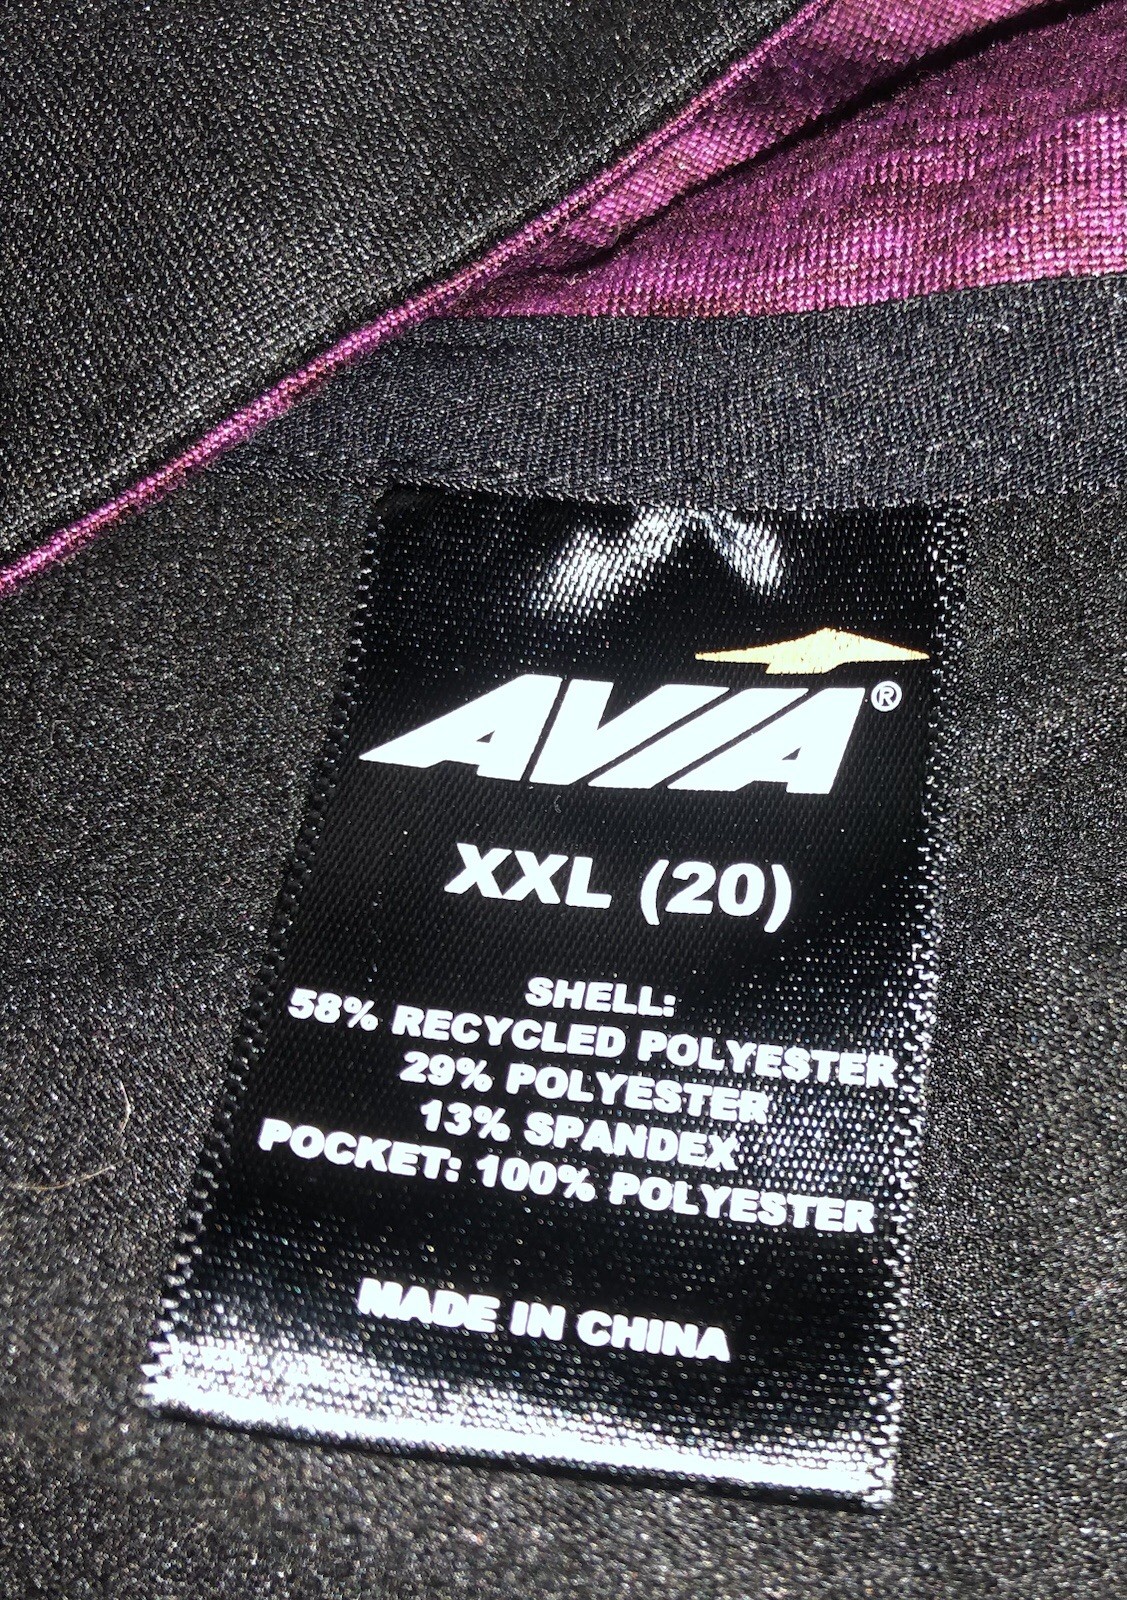 AVIA®
XXL (20)
SHELL:
58% RECYCLED POLYESTER
29% POLYESTER
13% SPANDEX
POCKET: 100% POLYESTER
MADE IN CHINA